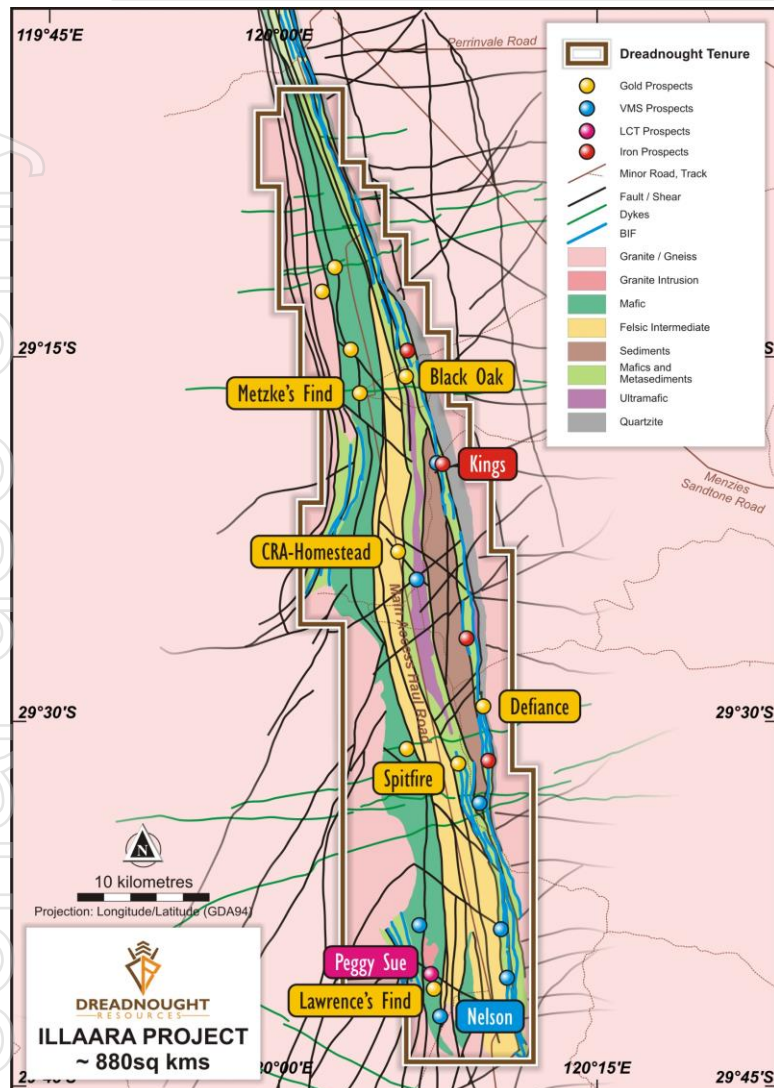 119°45'
120°00'
Perrinvale Road
Dreadnought Tenure
Gold Prospects
VMS Prospects
LCT Prospects
Iron Prospects
Minor Road, Track
Fault / Shear
Dykes
BIF
Granite / Gneiss
Granite Intrusion
Mafic
Felsic Intermediate
Sediments
Mafics and
Metasediments
Ultramafic
Quartzite
29°15'S
Metzke's Find
Black Oak
Kings
Menzies
Sandtone Road
CRA-Homestead
Main Access Haul Road
29°30'S
29°30'S
Defiance
Spitfire
N
10 kilometres
Projection: Longitude/Latitude (GDA94)
Peggy Sue
Lawrence's Find
Nelson
DREADNOUGHT
RESOURCES
ILLAARA PROJECT
~ 880sq kms
120°15'
29°45'S